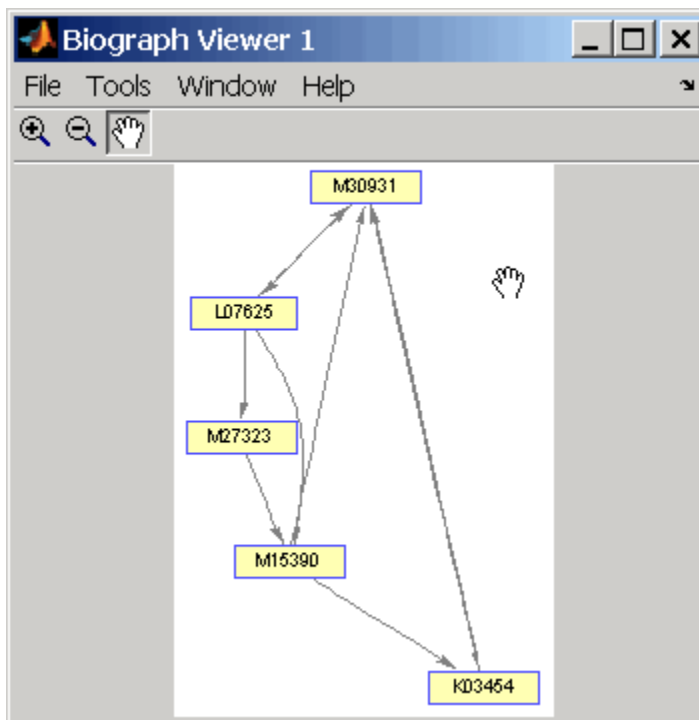 Biograph Viewer 1
File Tools Window Help
M30931
L07625
M27323
M15390
K03454